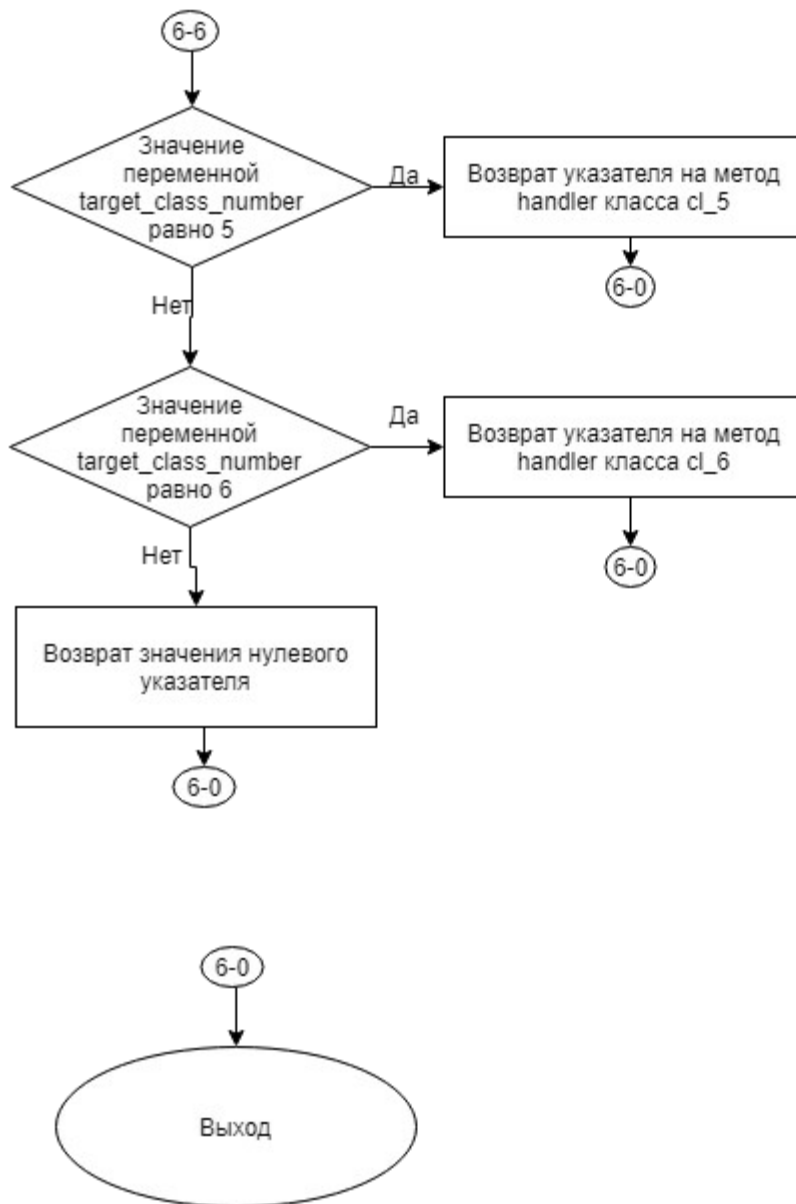 6-6
Значение
переменной
target_class_number
равно 5
Да
Возврат указателя на метод
handler класса cl_5
6-0
Нет
Значение
переменной
target_class_number
равно 6
Да
Возврат указателя на метод
handler класса cl_6
6-0
Нет
Возврат значения нулевого
указателя
6-0
6-0
Выход